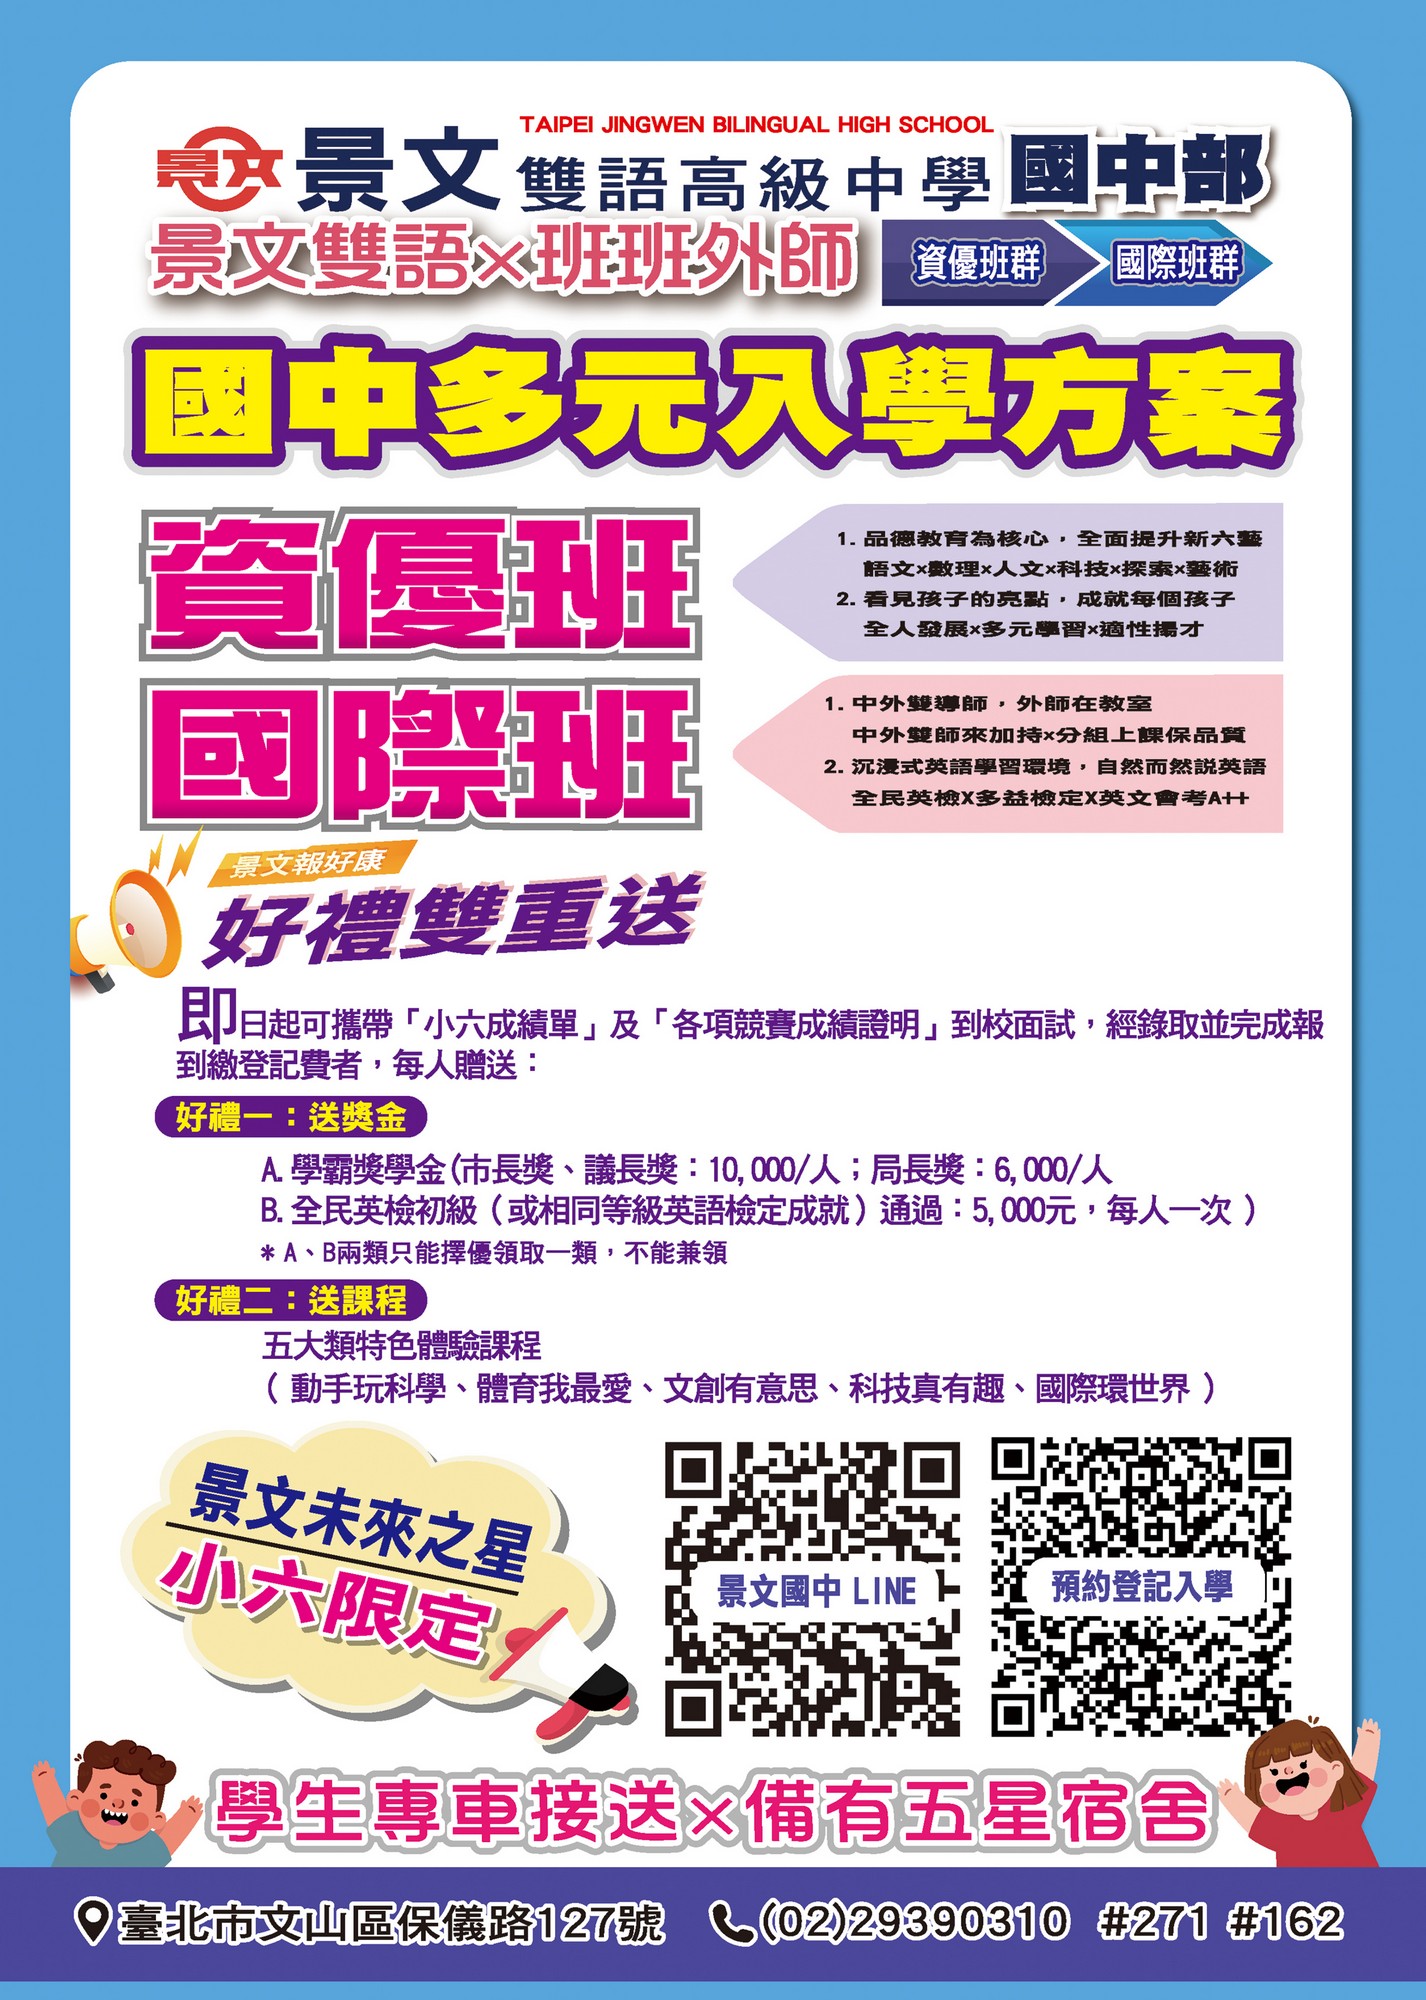 TAIPEI JINGWEN BILINGUAL HIGH SCHOOL
景文 景文 雙語高級中學 國中部
景文雙語×班班外師 資優班群 國際班群
國中多元入學方案
資優班
1. 品德教育為核心，全面提升新六藝
語文×數理×人文×科技×探索×藝術
2. 看見孩子的亮點，成就每個孩子
全人發展×多元學習×適性揚才
國際班
1. 中外雙導師，外師在教室
中外雙師來加持×分組上課保品質
2. 沉浸式英語學習環境，自然而然說英語
全民英檢X多益檢定X英文會考A++
景文報好康
好禮雙重送
即日起可攜帶「小六成績單」及「各項競賽成績證明」到校面試，經錄取並完成報
到繳登記費者，每人贈送：
好禮一：送獎金
A. 學霸獎學金(市長獎、議長獎：10,000/人；局長獎：6,000/人
B. 全民英檢初級（或相同等級英語檢定成就）通過：5,000元，每人一次 ）
* A、B兩類只能擇優領取一類，不能兼領
好禮二：送課程
五大類特色體驗課程
（ 動手玩科學、體育我最愛、文創有意思、科技真有趣、國際環世界 ）
景文未來之星
小六限定
景文國中 LINE
預約登記入學
學生專車接送×備有五星宿舍
臺北市文山區保儀路127號 (02)29390310 #271 #162